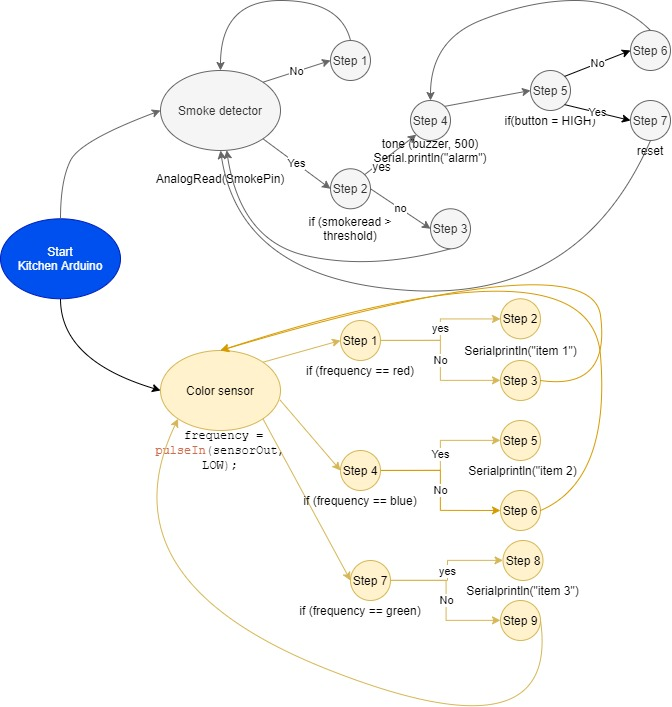 Step 1
No
Step 6
No
Smoke detector
Step 5
Step 4
Yes
Step 7
if(button = HIGH)
tone (buzzer, 500)
Serial.println("alarm")
reset
Yes
yes
AnalogRead(SmokePin)
Step 2
no
if (smokeread >
threshold)
Step 3
Start
Kitchen Arduino
Step 1
yes
Step 2
Serialprintln("item 1")
No
if (frequency == red)
Step 3
Color sensor
frequency =
pulseIn(sensorOut,
LOW);
Step 4
Yes
Step 5
Serialprintln("item 2)
No
if (frequency == blue)
Step 6
Step 7
yes
Step 8
Serialprintln("item 3")
No
if (frequency == green)
Step 9